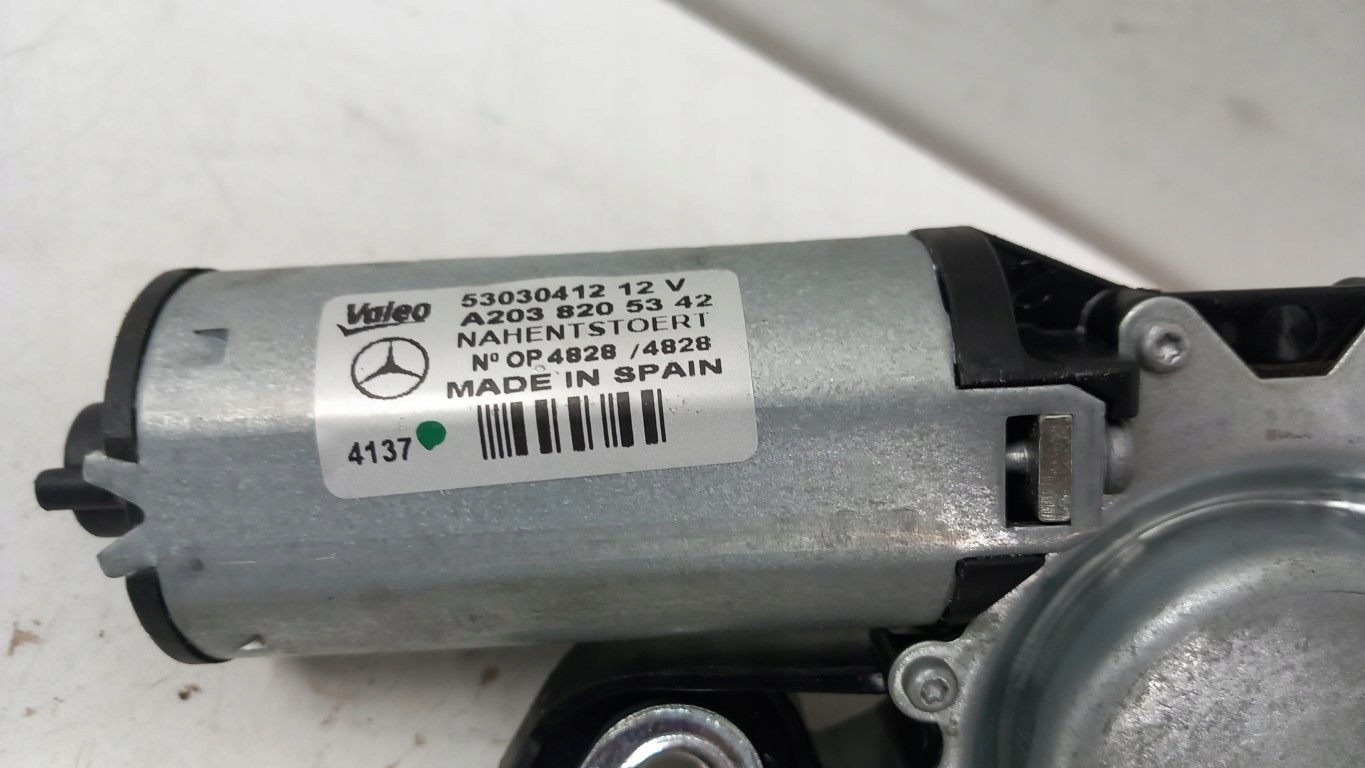 Valeo
53030412 12 V
A203 820 53 42
NAHENTSTOERT
Nº OP 4828 /4828
MADE IN SPAIN
4137